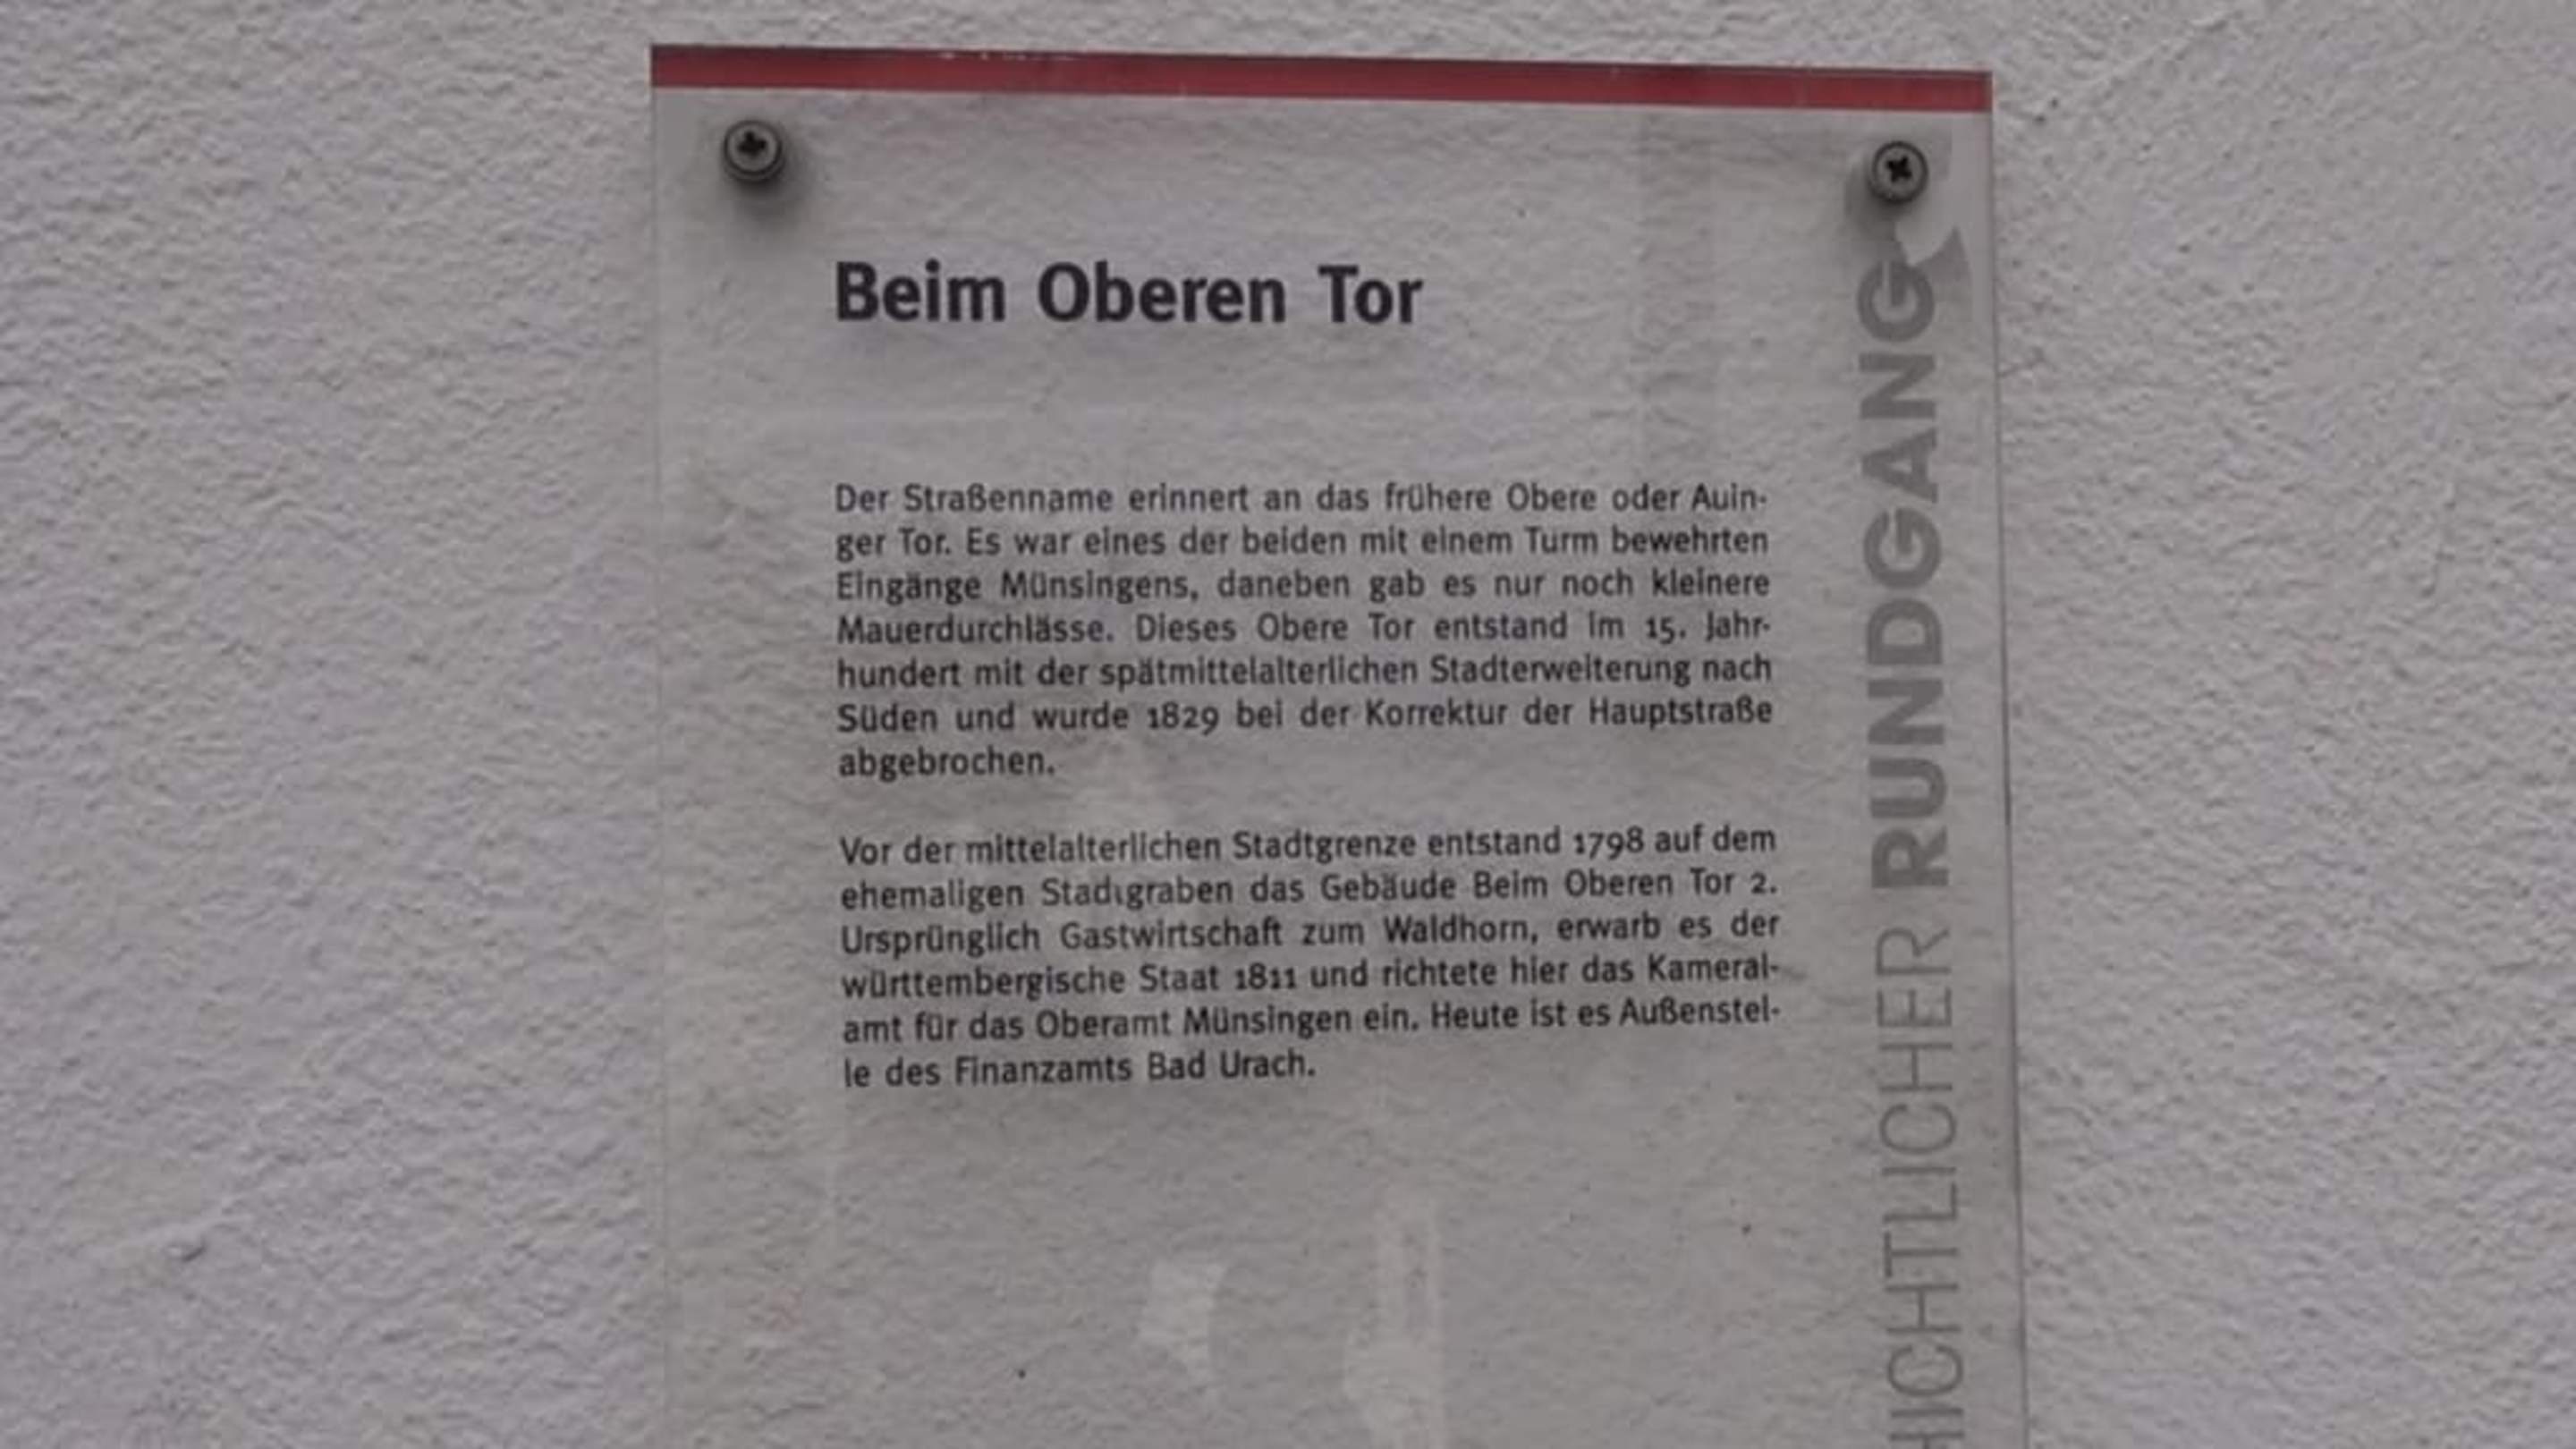 Beim Oberen Tor
Der Straßenname erinnert an das frühere Obere oder Auin-
ger Tor. Es war eines der beiden mit einem Turm bewehrten
Eingänge Münsingens, daneben gab es nur noch kleinere
Mauerdurchlässe. Dieses Obere Tor entstand im 15. Jahr-
hundert mit der spätmittelalterlichen Stadterweiterung nach
Süden und wurde 1829 bei der Korrektur der Hauptstraße
abgebrochen.
Vor der mittelalterlichen Stadtgrenze entstand 1798 auf dem
ehemaligen Stadtgraben das Gebäude Beim Oberen Tor 2.
Ursprünglich Gastwirtschaft zum Waldhorn, erwarb es der
württembergische Staat 1811 und richtete hier das Kameral-
amt für das Oberamt Münsingen ein. Heute ist es Außenstel-
le des Finanzamts Bad Urach.
HICHTLICHER RUNDGANG